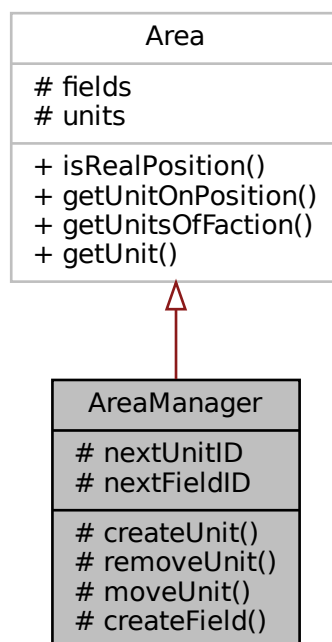 Area
# fields
# units
+ isRealPosition()
+ getUnitOnPosition()
+ getUnitsOfFaction()
+ getUnit()
AreaManager
# nextUnitID
# nextFieldID
# createUnit()
# removeUnit()
# moveUnit()
# createField()